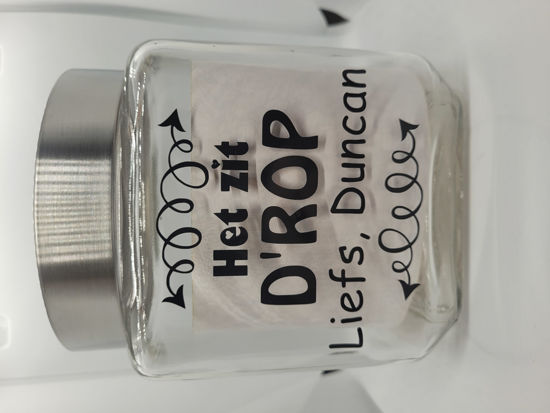 Het zit
D'ROP
Liefs, Duncan